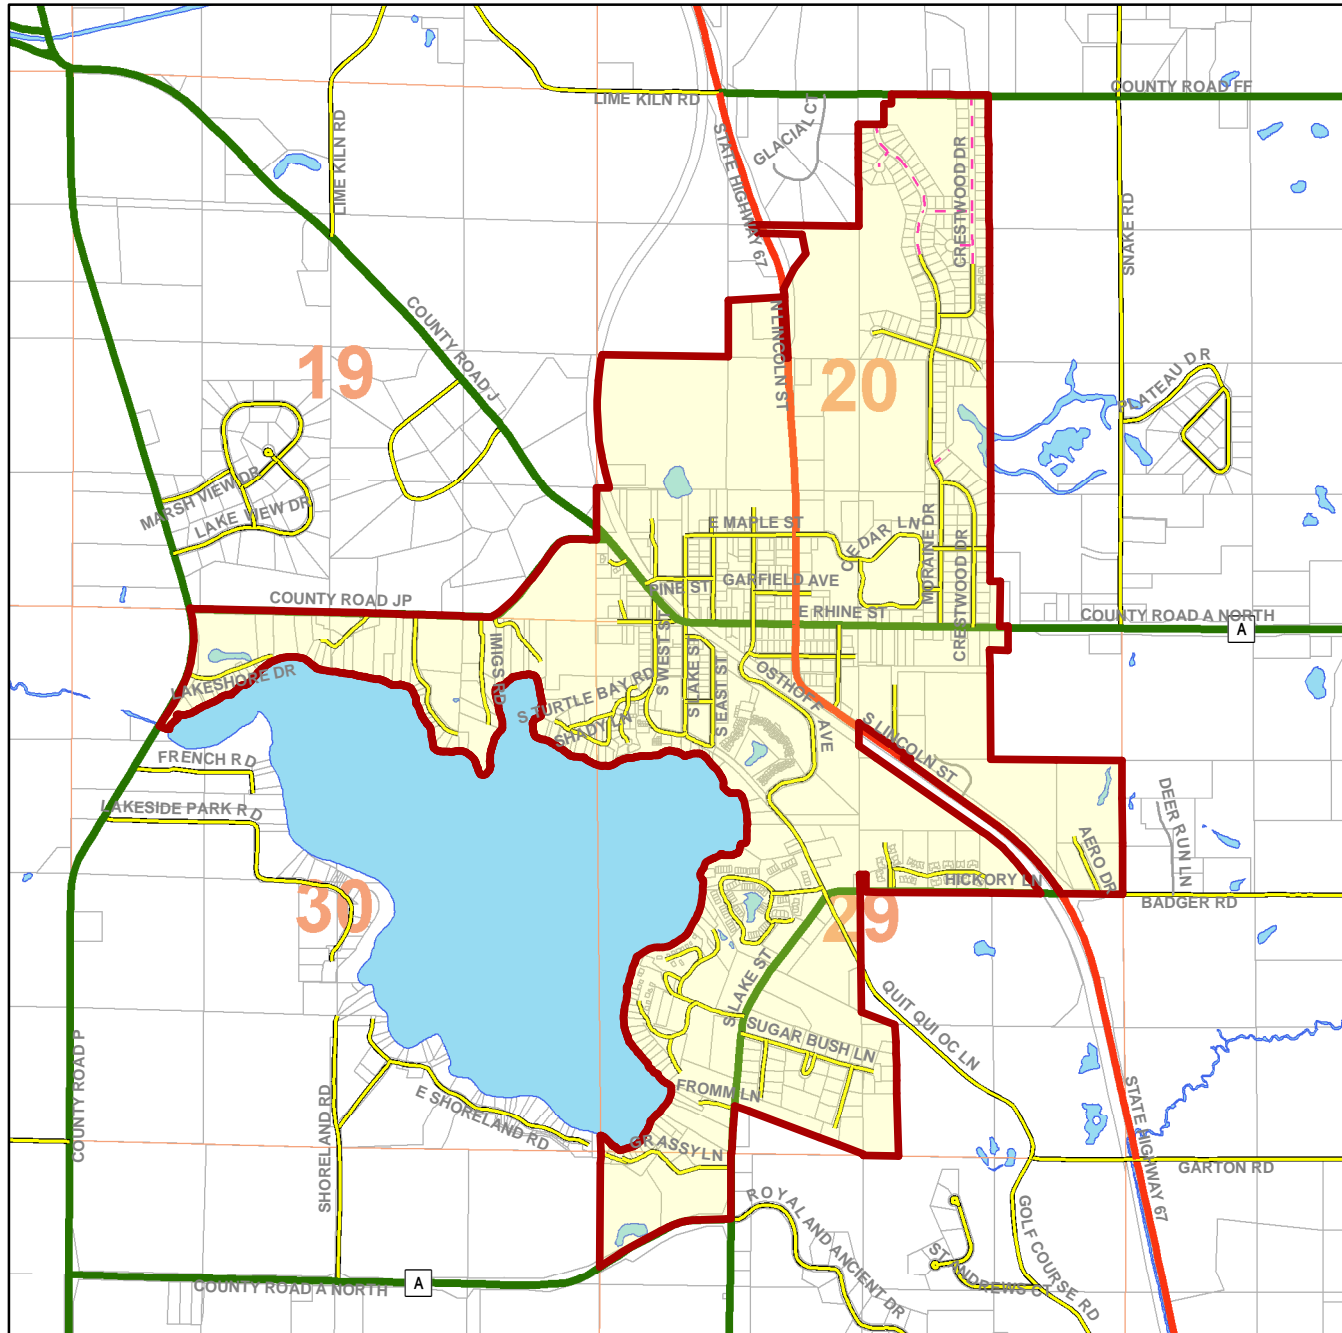 COUNTY ROAD FF
LIME KILN RD
GLACIAL CT
LIME KILN RD
STATE HIGHWAY 67
CRESTWOOD DR
SNAKE RD
COUNTY ROAD J
N LINCOLN ST
19
20
PLATEAU DR
MARSH VIEW DR
LAKE VIEW DR
E MAPLE ST
CEDAR LN
PINE ST
GARFIELD AVE
MORAINE DR
CRESTWOOD DR
COUNTY ROAD JP
E RHINE ST
COUNTY ROAD A NORTH
A
IMIGS RD
S WEST ST
S LAKE ST
S EAST ST
OSTHOFF AVE
LAKESHORE DR
S TURTLE BAY RD
SHADY LN
S LINCOLN ST
FRENCH RD
LAKESIDE PARK RD
DEER RUN LN
AERO DR
HICKORY LN
BADGER RD
30
29
S LAKE ST
QUIT QUI OC LN
SUGAR BUSH LN
COUNTY ROAD P
SHORELAND RD
E SHORELAND RD
FROMM LN
GRASSY LN
STATE HIGHWAY 67
GARTON RD
ROYAL AND ANCIENT DR
GOLF COURSE RD
ST ANDREWS CT
COUNTY ROAD A NORTH
A